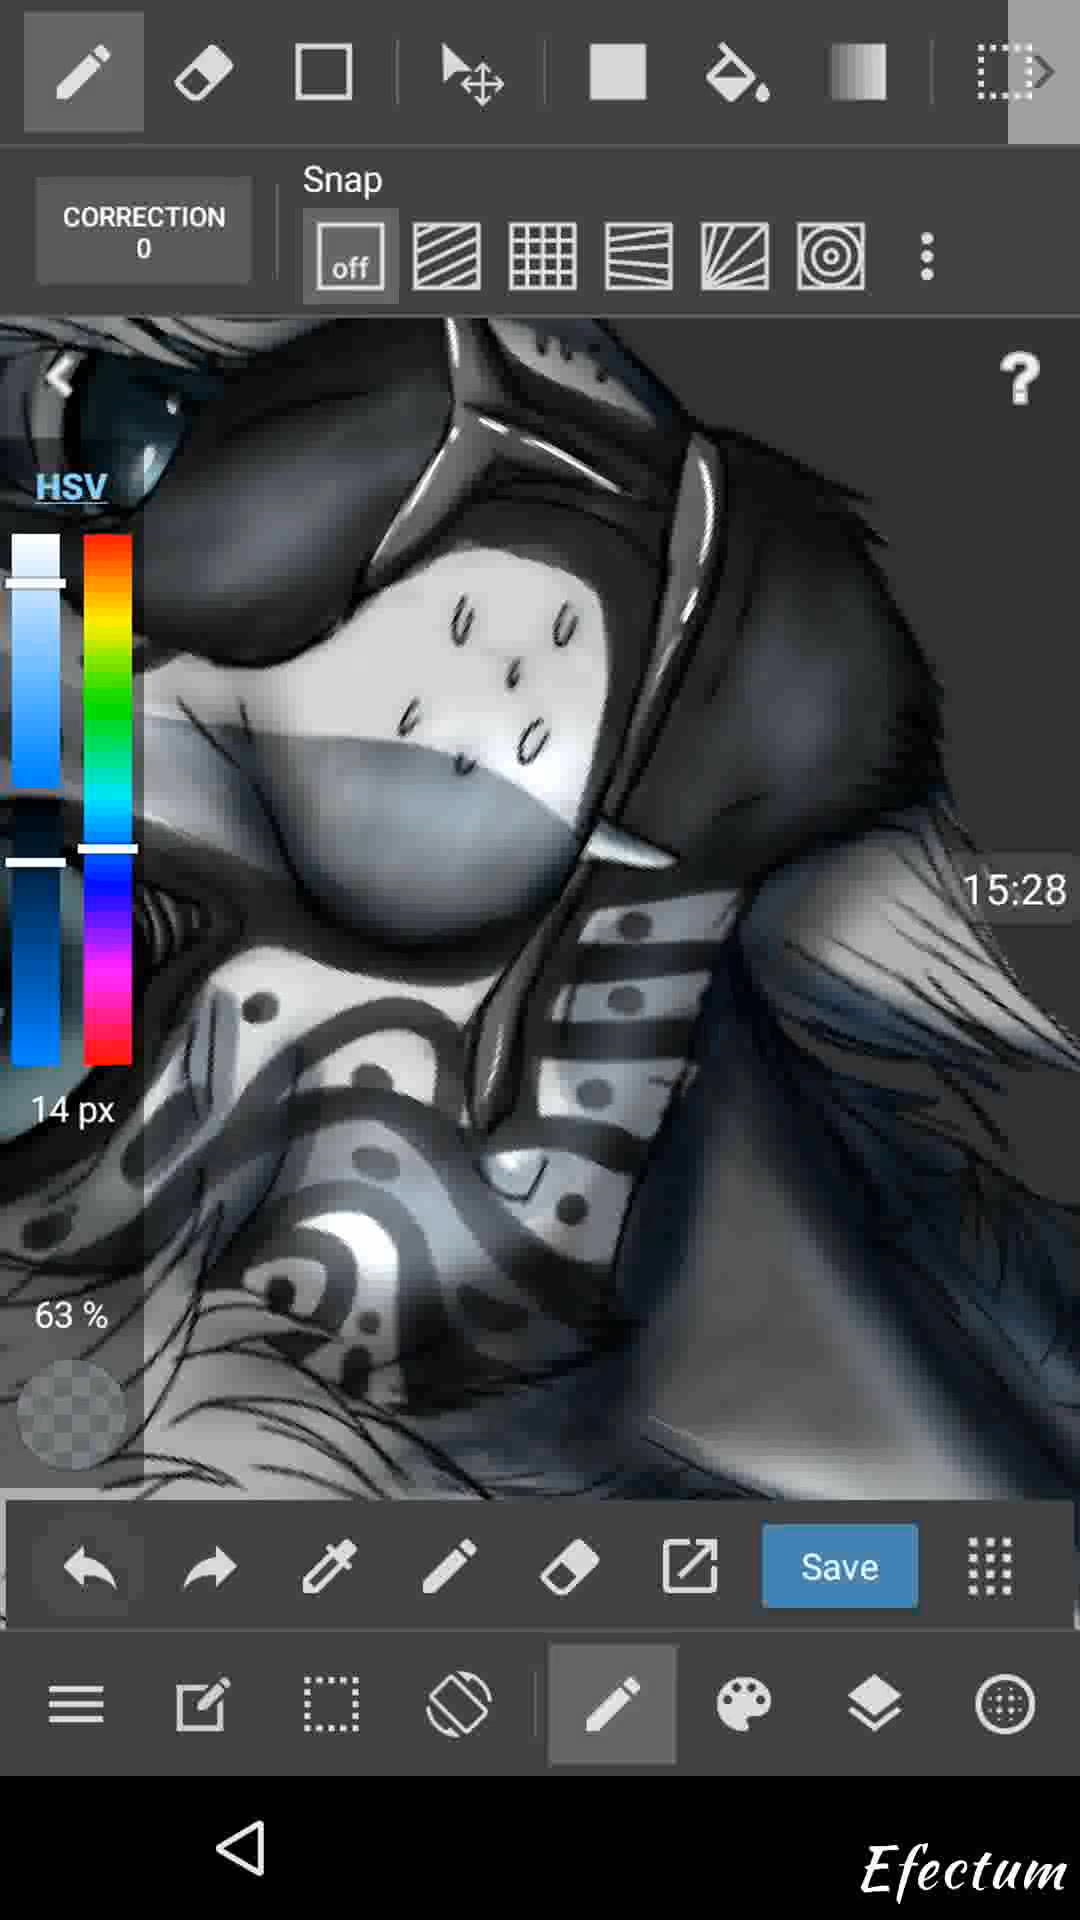 Snap
CORRECTION
0
off
?
HSV
15:28
14 px
63 %
Save
Efectum